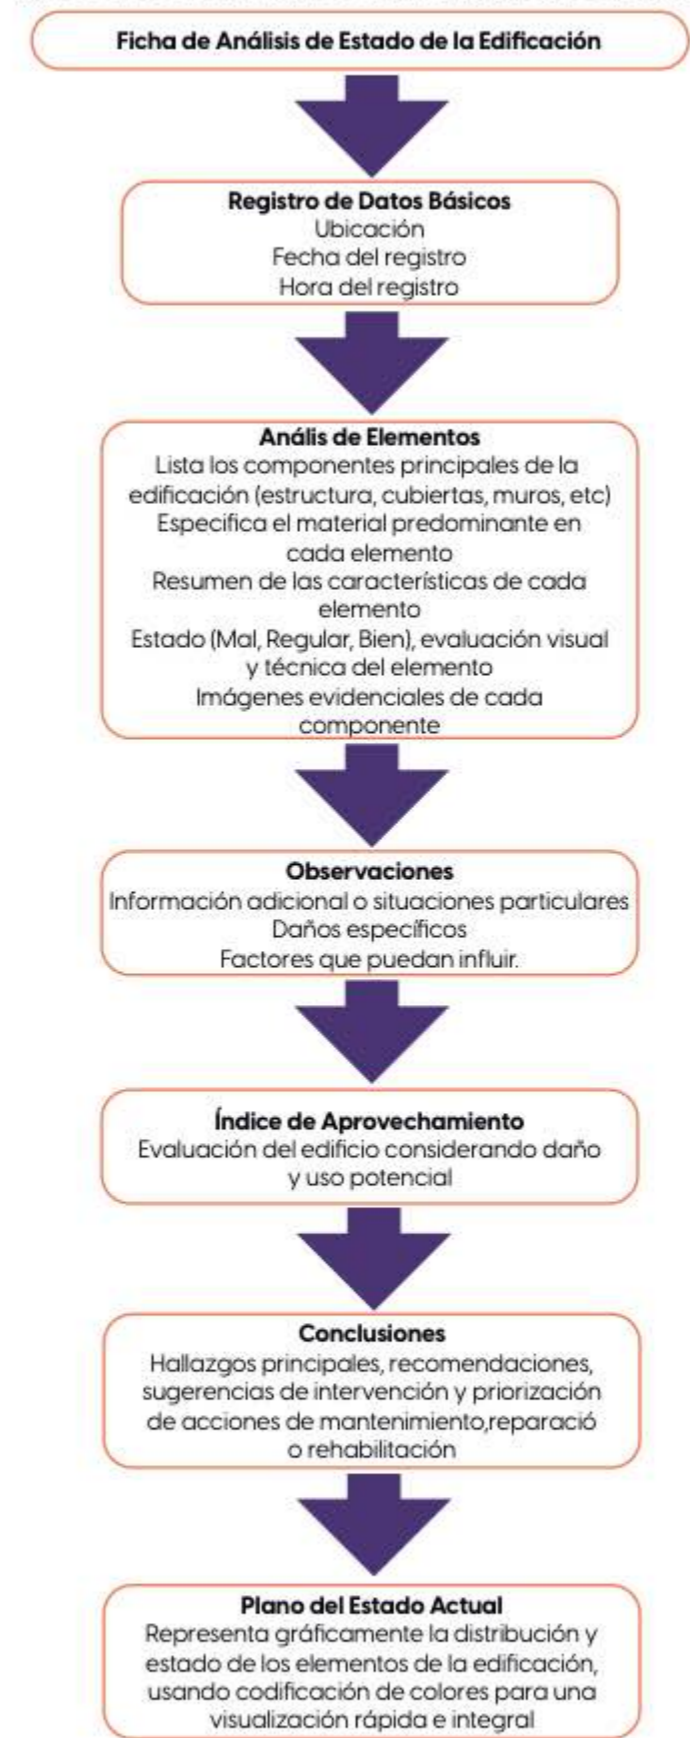 Ficha de Análisis de Estado de la Edificación
Registro de Datos Básicos
Ubicación
Fecha del registro
Hora del registro
Anális de Elementos
Lista los componentes principales de la
edificación (estructura, cubiertas, muros, etc)
Especifica el material predominante en
cada elemento
Resumen de las características de cada
elemento
Estado (Mal, Regular, Bien), evaluación visual
y técnica del elemento
Imágenes evidenciales de cada
componente
Observaciones
Información adicional o situaciones particulares
Daños específicos
Factores que puedan influir.
Índice de Aprovechamiento
Evaluación del edificio considerando daño
y uso potencial
Conclusiones
Hallazgos principales, recomendaciones,
sugerencias de intervención y priorización
de acciones de mantenimiento,reparació
o rehabilitación
Plano del Estado Actual
Representa gráficamente la distribución y
estado de los elementos de la edificación,
usando codificación de colores para una
visualización rápida e integral